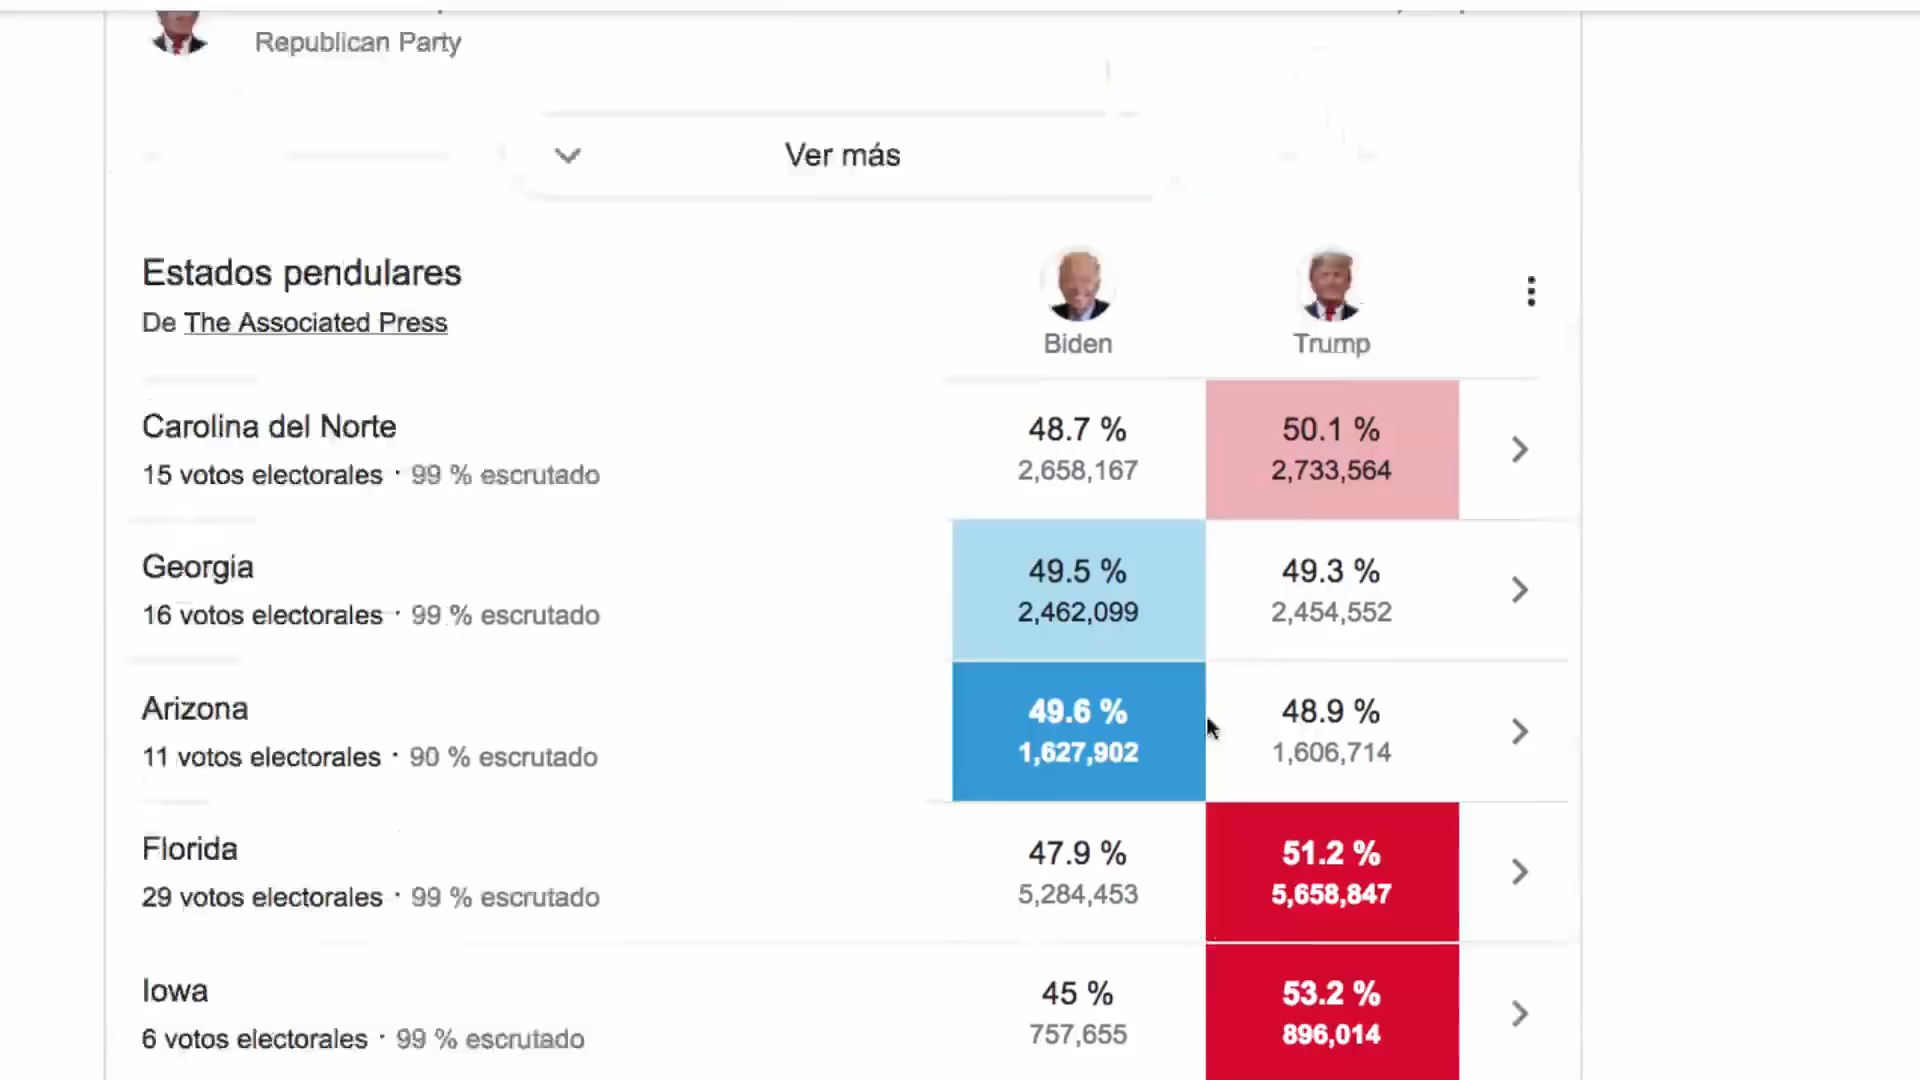 Republican Party
Ver más
Estados pendulares
De The Associated Press
Biden
Trump
Carolina del Norte
15 votos electorales · 99 % escrutado
48.7 %
2,658,167
50.1 %
2,733,564
Georgia
16 votos electorales · 99 % escrutado
49.5 %
2,462,099
49.3 %
2,454,552
Arizona
11 votos electorales · 90 % escrutado
49.6 %
1,627,902
48.9 %
1,606,714
Florida
29 votos electorales · 99 % escrutado
47.9 %
5,284,453
51.2 %
5,658,847
Iowa
6 votos electorales · 99 % escrutado
45 %
757,655
53.2 %
896,014